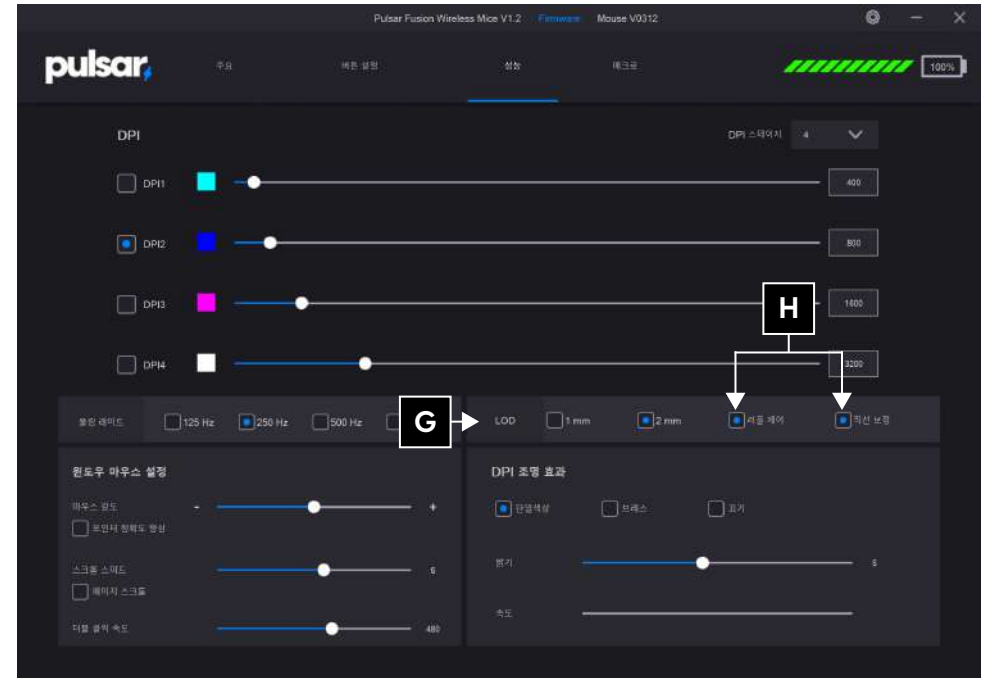 Pulsar Fusion Wireless Mice V1.2 Firmware Mouse V0312
pulsar
주요 버튼 설정 성능 매크로 100%
DPI DPI 스테이지 4
DPI1 400
DPI2 800
DPI3 1600
H
DPI4 3200
폴링 레이트 125 Hz 250 Hz 500 Hz G LOD 1 mm 2 mm 리플 제어 직선 보정
윈도우 마우스 설정 DPI 조명 효과
마우스 감도 - + 단일색상 브레스 끄기
포인터 정확도 향상
스크롤 스피드 6 밝기 6
페이지 스크롤
더블 클릭 속도 480 속도